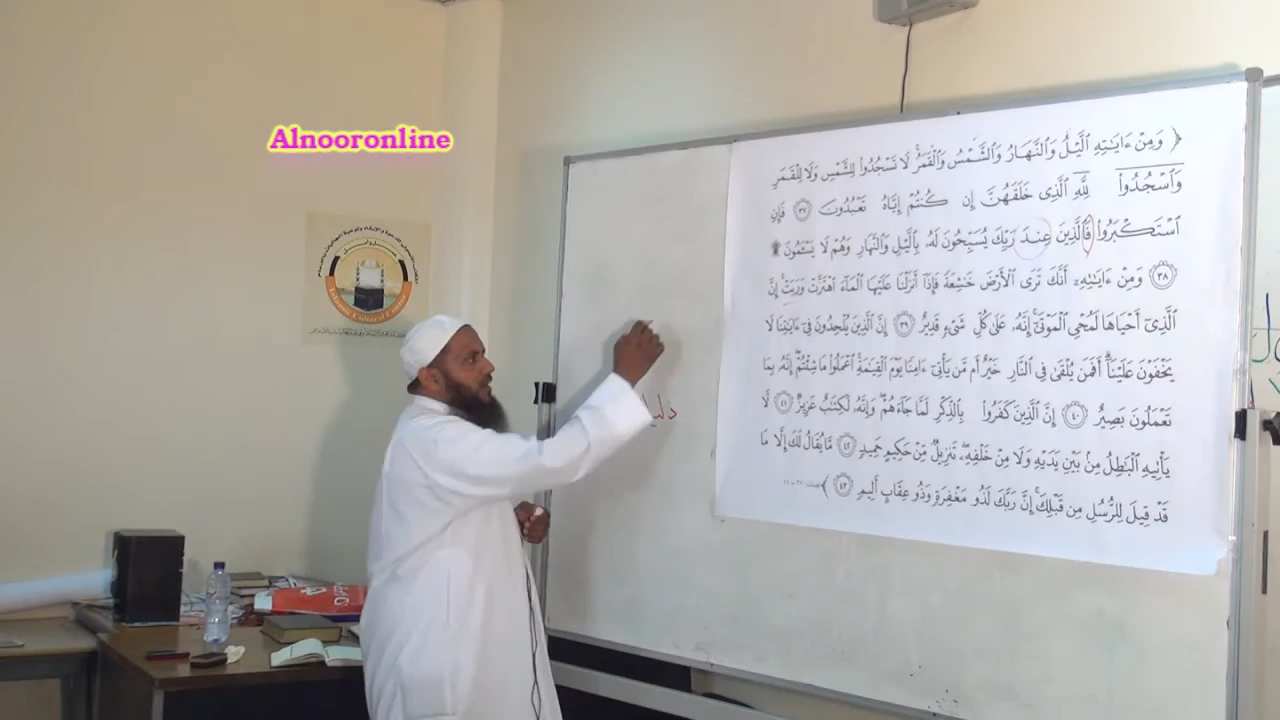 Alnooronline
Islamic Cultural Center
﴿ وَمِنْ ءَايَٰتِهِ ٱلَّيْلُ وَٱلنَّهَارُ وَٱلشَّمْسُ وَٱلْقَمَرُ ۚ لَا تَسْجُدُوا۟ لِلشَّمْسِ وَلَا لِلْقَمَرِ
وَٱسْجُدُوا۟ لِلَّهِ ٱلَّذِى خَلَقَهُنَّ إِن كُنتُمْ إِيَّاهُ تَعْبُدُونَ ٣٧ فَإِنِ
ٱسْتَكْبَرُوا۟ فَٱلَّذِينَ عِندَ رَبِّكَ يُسَبِّحُونَ لَهُۥ بِٱلَّيْلِ وَٱلنَّهَارِ وَهُمْ لَا يَسْـَٔمُونَ ۩
٣٨ وَمِنْ ءَايَٰتِهِۦٓ أَنَّكَ تَرَى ٱلْأَرْضَ خَٰشِعَةً فَإِذَآ أَنزَلْنَا عَلَيْهَا ٱلْمَآءَ ٱهْتَزَّتْ وَرَبَتْ ۚ إِنَّ
ٱلَّذِىٓ أَحْيَاهَا لَمُحْىِ ٱلْمَوْتَىٰٓ ۚ إِنَّهُۥ عَلَىٰ كُلِّ شَىْءٍ قَدِيرٌ ٣٩ إِنَّ ٱلَّذِينَ يُلْحِدُونَ فِىٓ ءَايَٰتِنَا لَا
يَخْفَوْنَ عَلَيْنَآ ۗ أَفَمَن يُلْقَىٰ فِى ٱلنَّارِ خَيْرٌ أَم مَّن يَأْتِىٓ ءَامِنًا يَوْمَ ٱلْقِيَٰمَةِ ۚ ٱعْمَلُوا۟ مَا شِئْتُمْ ۖ إِنَّهُۥ بِمَا
تَعْمَلُونَ بَصِيرٌ ٤٠ إِنَّ ٱلَّذِينَ كَفَرُوا۟ بِٱلذِّكْرِ لَمَّا جَآءَهُمْ ۖ وَإِنَّهُۥ لَكِتَٰبٌ عَزِيزٌ ٤١ لَّا
يَأْتِيهِ ٱلْبَٰطِلُ مِنۢ بَيْنِ يَدَيْهِ وَلَا مِنْ خَلْفِهِۦ ۖ تَنزِيلٌ مِّنْ حَكِيمٍ حَمِيدٍ ٤٢ مَّا يُقَالُ لَكَ إِلَّا مَا
قَدْ قِيلَ لِلرُّسُلِ مِن قَبْلِكَ ۚ إِنَّ رَبَّكَ لَذُو مَغْفِرَةٍ وَذُو عِقَابٍ أَلِيمٍ ٤٣ ﴾